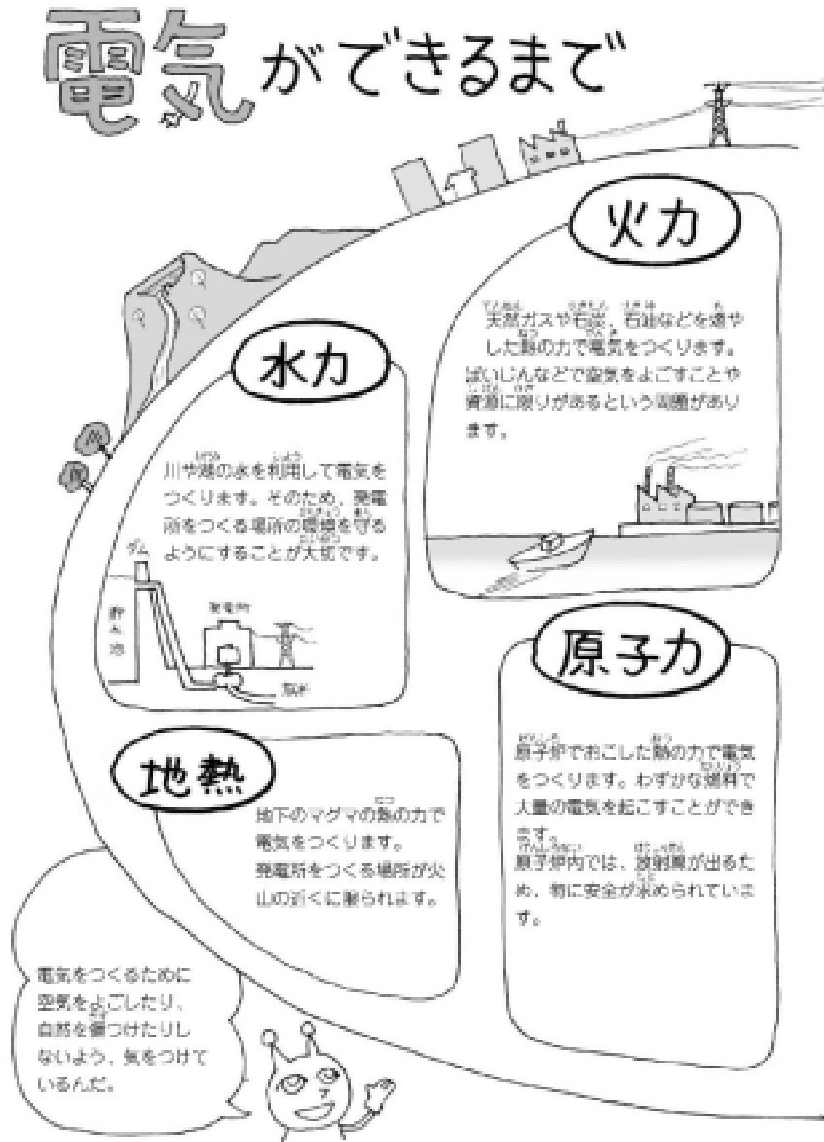 電気ができるまで
火力
天然ガスや石炭、石油などを燃や
した熱の力で電気をつくります。
ばいじんなどで空気をよごすことや
資源に限りがあるという問題があり
ます。
水力
川や湖の水を利用して電気を
つくります。そのため、発電
所をつくる場所の環境を守る
ようにすることが大切です。
ダム
発電所
貯水池
原子力
原子炉でおこした熱の力で電気
をつくります。わずかな燃料で
大量の電気を起こすことができ
ます。
原子炉内では、放射線が出るた
め、特に安全が求められていま
す。
地熱
地下のマグマの熱の力で
電気をつくります。
発電所をつくる場所が火
山の近くに限られます。
電気をつくるために
空気をよごしたり、
自然を傷つけたりし
ないよう、気をつけて
いるんだ。